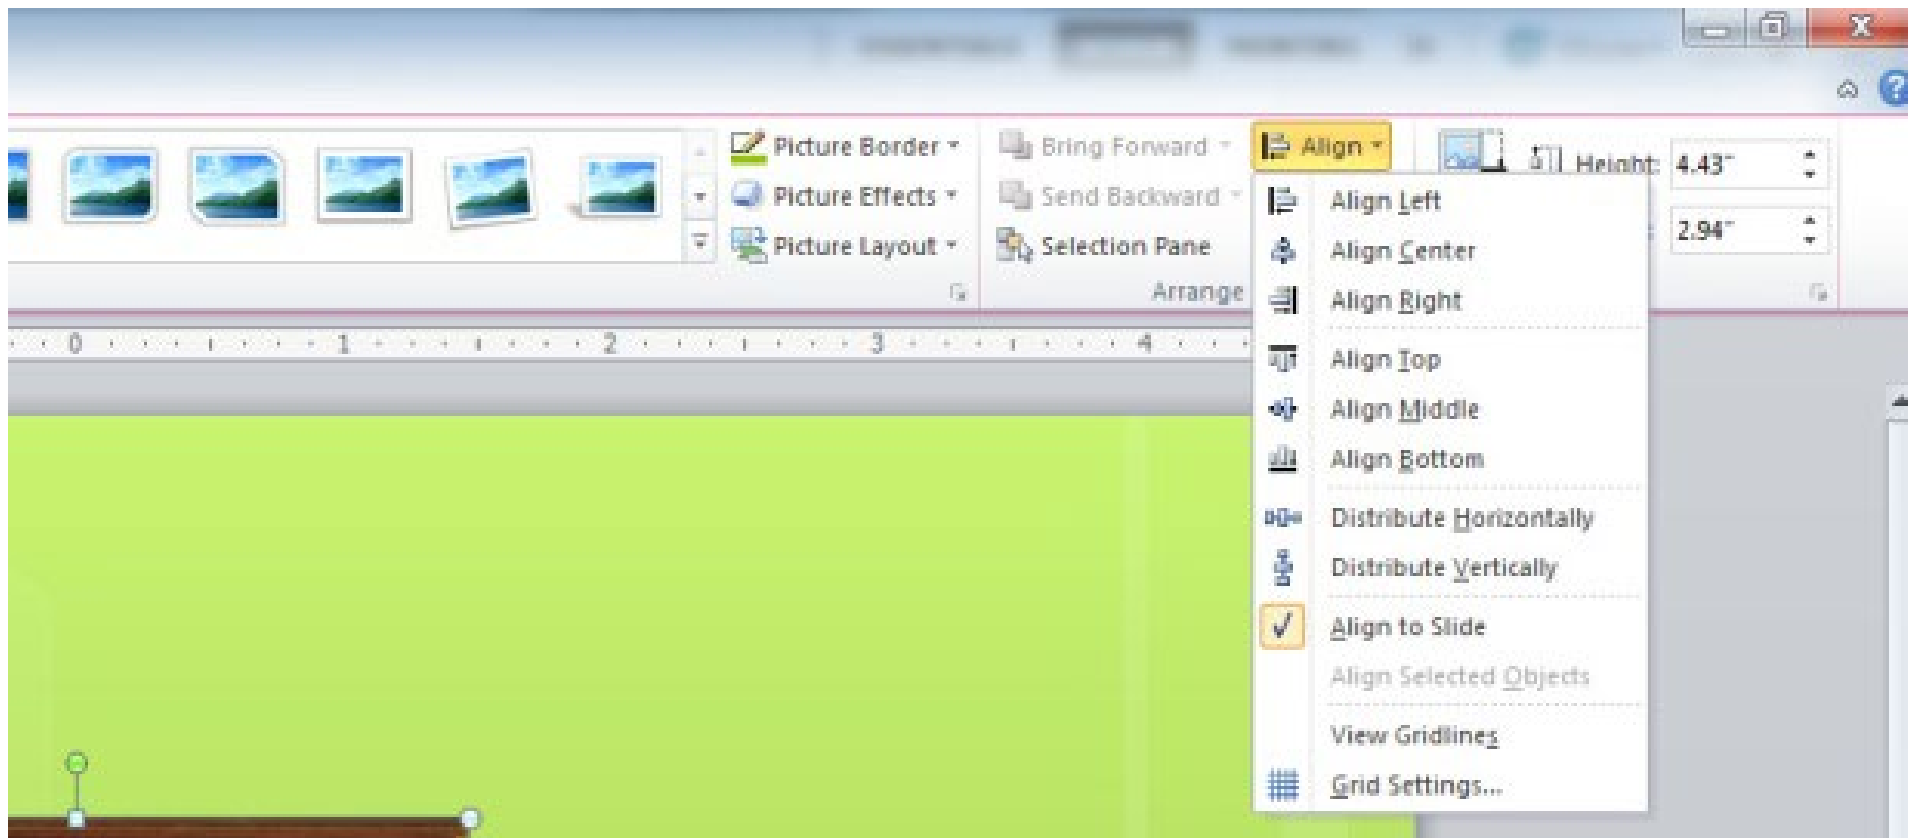 Picture Border
Picture Effects
Picture Layout
Bring Forward
Send Backward
Selection Pane
Arrange
Align
Height: 4.43"
2.94"
Align Left
Align Center
Align Right
Align Top
Align Middle
Align Bottom
Distribute Horizontally
Distribute Vertically
Align to Slide
Align Selected Objects
View Gridlines
Grid Settings...
0 1 2 3 4